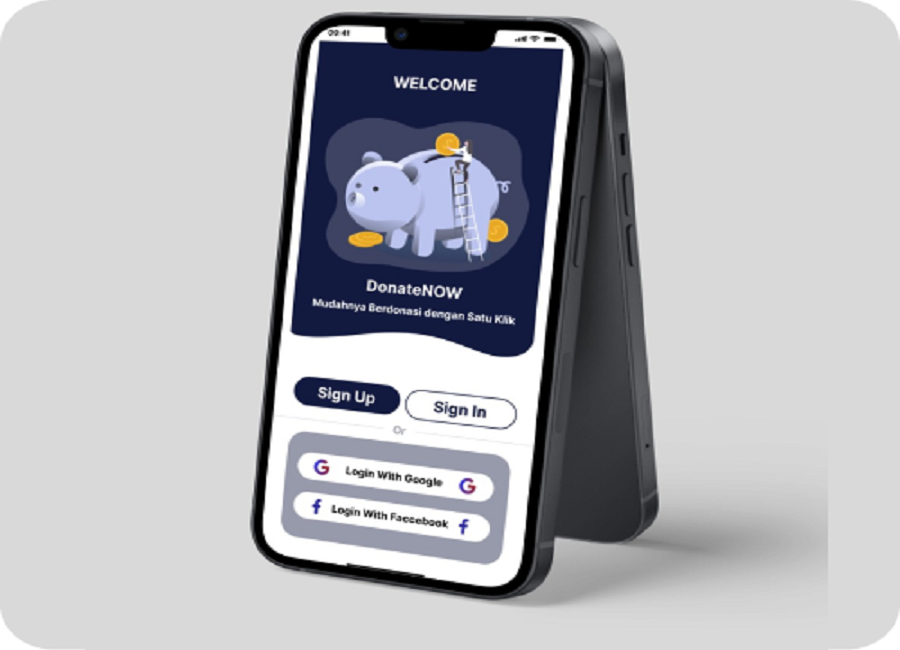 09:41
WELCOME
DonateNOW
Mudahnya Berdonasi dengan Satu Klik
Sign Up
Sign In
Or
Login With Google
Login With Faccebook